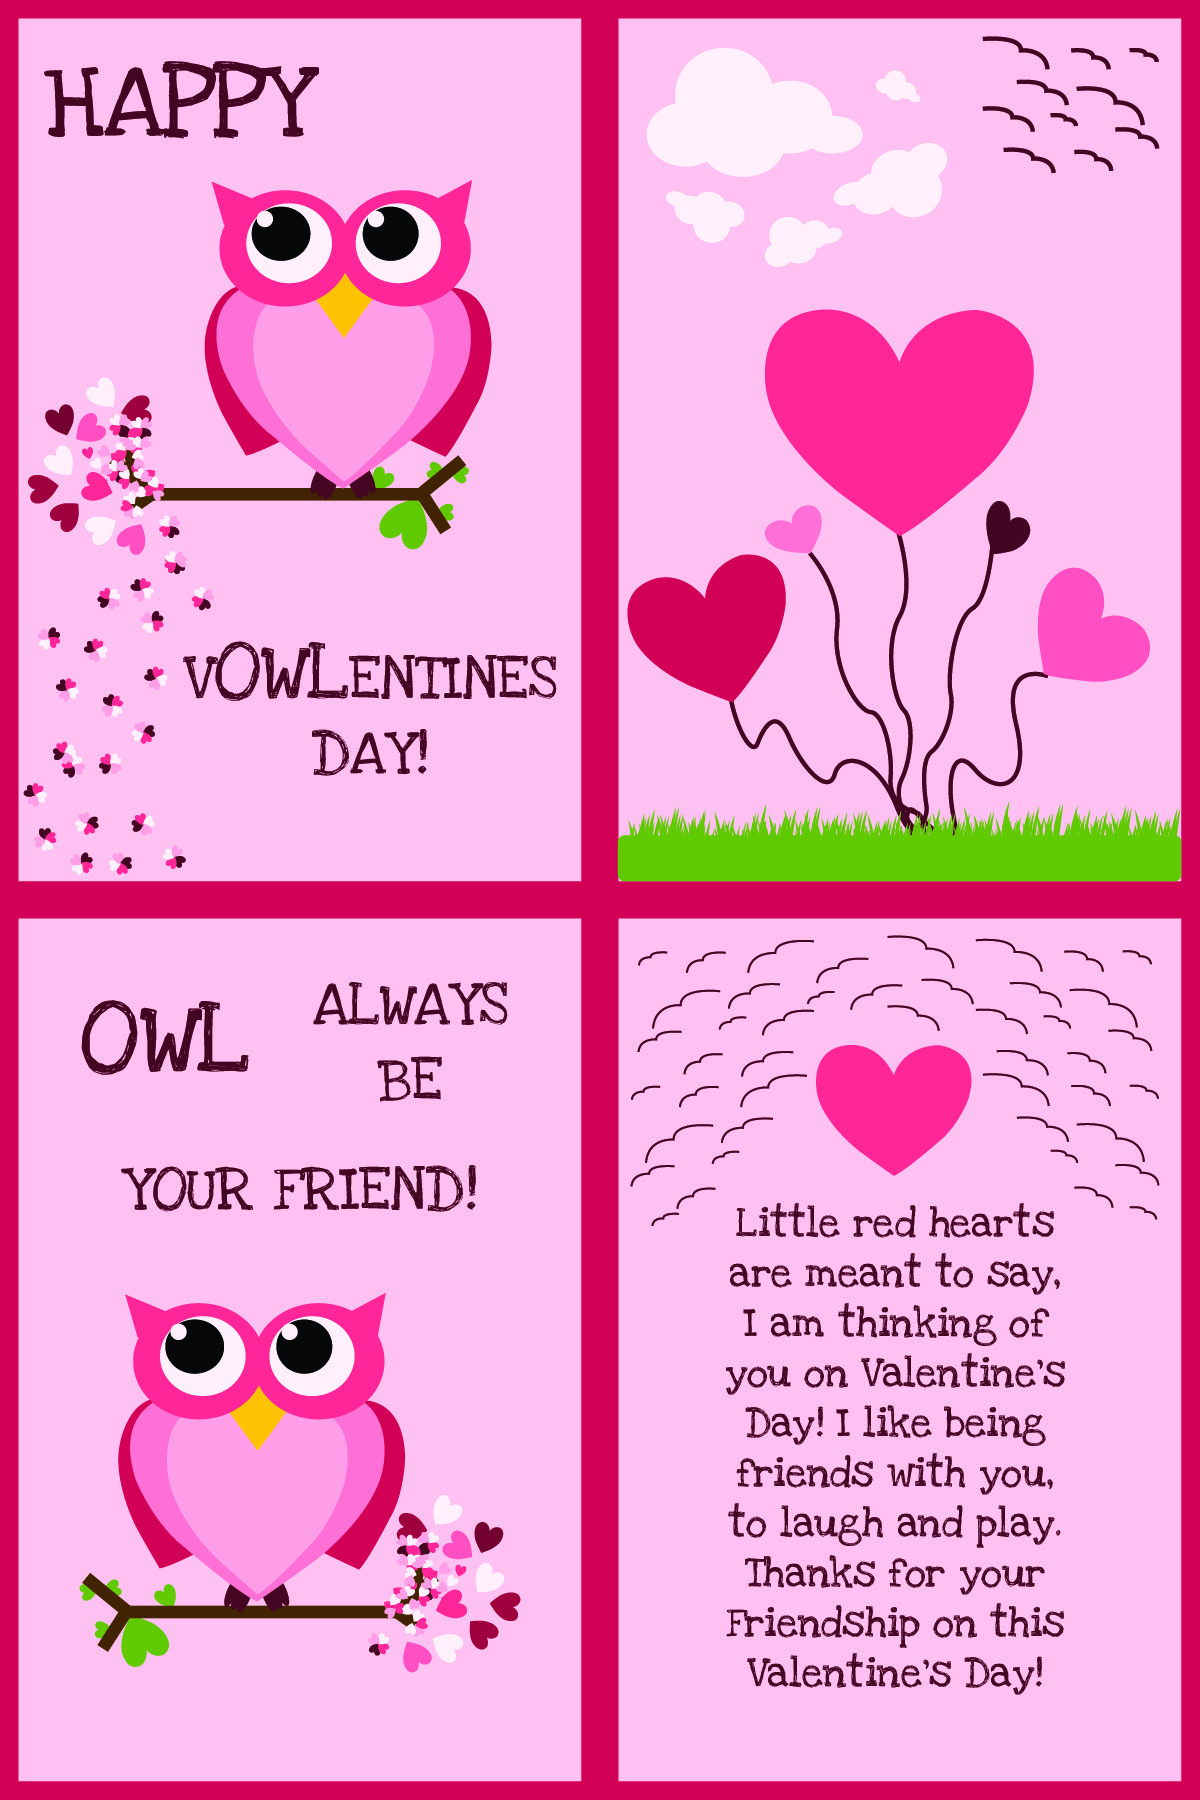 HAPPY
vOWLENTINES
DAY!
OWL ALWAYS
BE
YOUR FRIEND!
Little red hearts
are meant to say,
I am thinking of
you on Valentine's
Day! I like being
friends with you,
to laugh and play.
Thanks for your
Friendship on this
Valentine's Day!